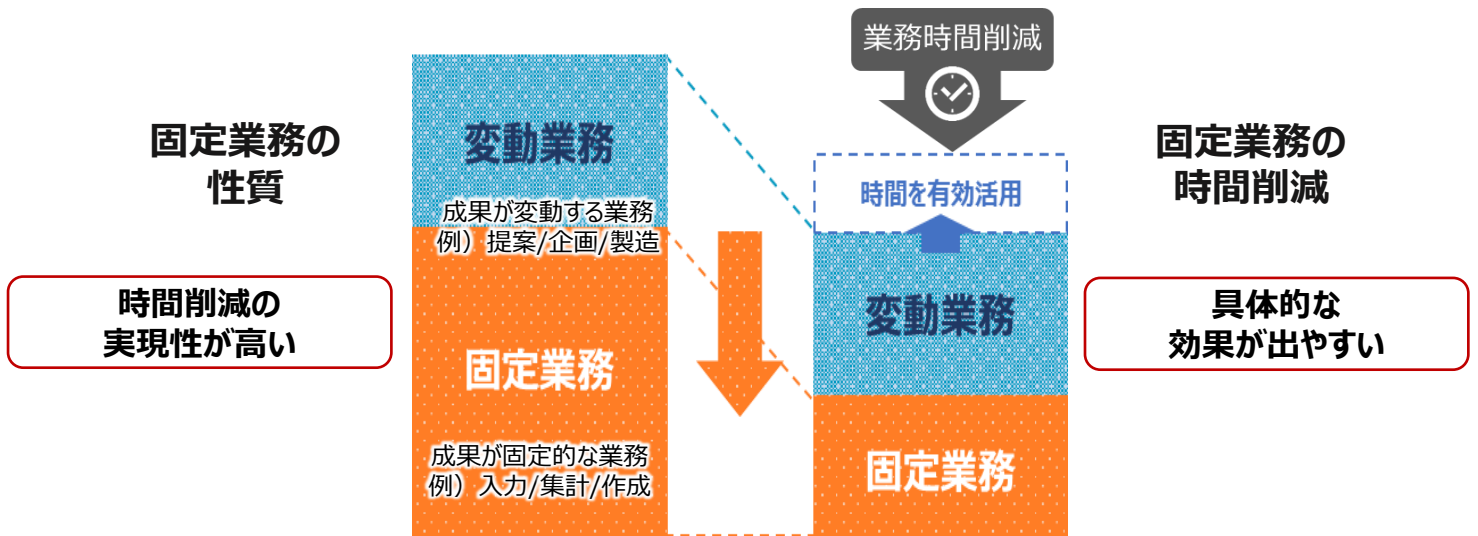 業務時間削減
固定業務の
性質
時間削減の
実現性が高い
変動業務
成果が変動する業務
例）提案/企画/製造
固定業務
成果が固定的な業務
例）入力/集計/作成
時間を有効活用
変動業務
固定業務
固定業務の
時間削減
具体的な
効果が出やすい